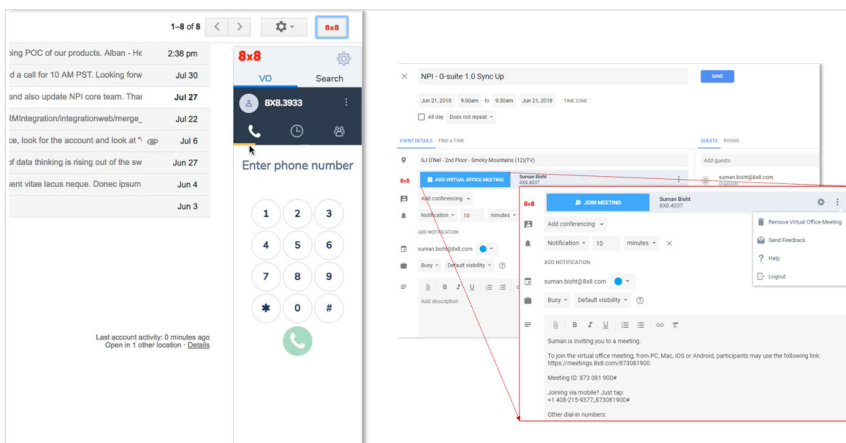 1–8 of 8
8x8
ing POC of our products. Alban - He 2:38 pm
d a call for 10 AM PST. Looking forw Jul 30
and also update NPI core team. Than Jul 27
RMIntegration/integrationweb/merge_ Jul 22
ce, look for the account and look at " Jul 6
of data thinking is rising out of the sw Jun 27
sent vitae lacus neque. Donec ipsum Jun 4
Jun 3
Last account activity: 0 minutes ago
Open in 1 other location · Details
8x8
VO Search
8X8.3933
Enter phone number
1 2 3
4 5 6
7 8 9
* 0 #
× NPI - G-suite 1.0 Sync Up SAVE
Jun 21, 2018 9:00am to 9:30am Jun 21, 2018 TIME ZONE
All day Does not repeat
EVENT DETAILS FIND A TIME GUESTS ROOMS
SJ O'Nel - 2nd Floor - Smoky Mountains (12)(TV) Add guests
8x8 ADD VIRTUAL OFFICE MEETING Suman Bisht
8X8.4037
suman.bisht@8x8.com
Organizer
Add conferencing
Notification 10 minutes
ADD NOTIFICATION
suman.bisht@8x8.com
Busy Default visibility
B I U
Add description
8x8 JOIN MEETING Suman Bisht
8X8.4037
Remove Virtual Office Meeting
Send Feedback
Help
Logout
Add conferencing
Notification 10 minutes ×
ADD NOTIFICATION
suman.bisht@8x8.com
Busy Default visibility
B I U
Suman is inviting you to a meeting.
To join the virtual office meeting, from PC, Mac, iOS or Android, participants may use the following link:
https://meetings.8x8.com/873081900
Meeting ID: 873 081 900#
Joining via mobile? Just tap:
+1 408-215-9377,,873081900#
Other dial-in numbers: